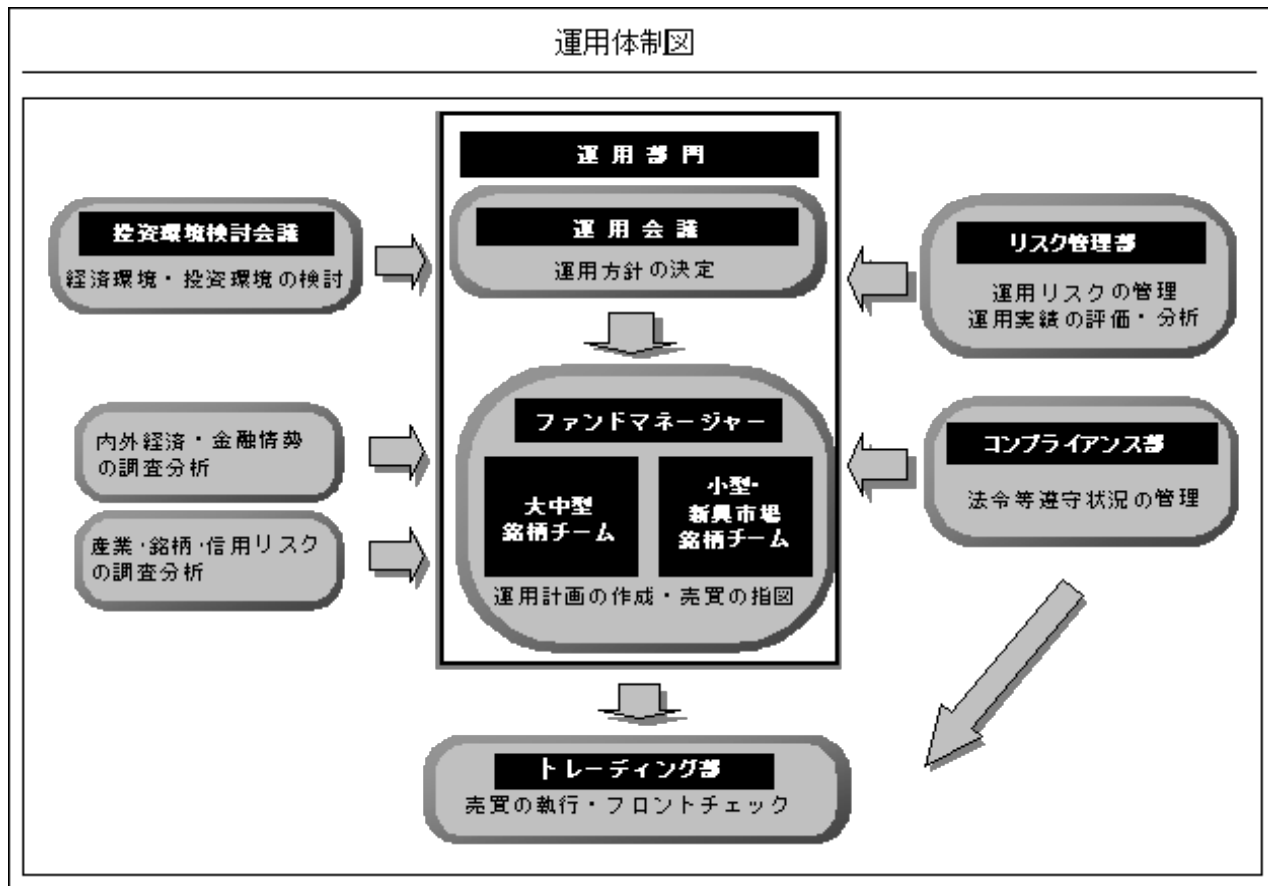 運用体制図
運用部門
運用会議
運用方針の決定
投資環境検討会議
経済環境・投資環境の検討
リスク管理部
運用リスクの管理
運用実績の評価・分析
ファンドマネージャー
大中型
銘柄チーム
小型・
新興市場
銘柄チーム
運用計画の作成・売買の指図
内外経済・金融情勢
の調査分析
産業・銘柄・信用リスク
の調査分析
コンプライアンス部
法令等遵守状況の管理
トレーディング部
売買の執行・フロントチェック